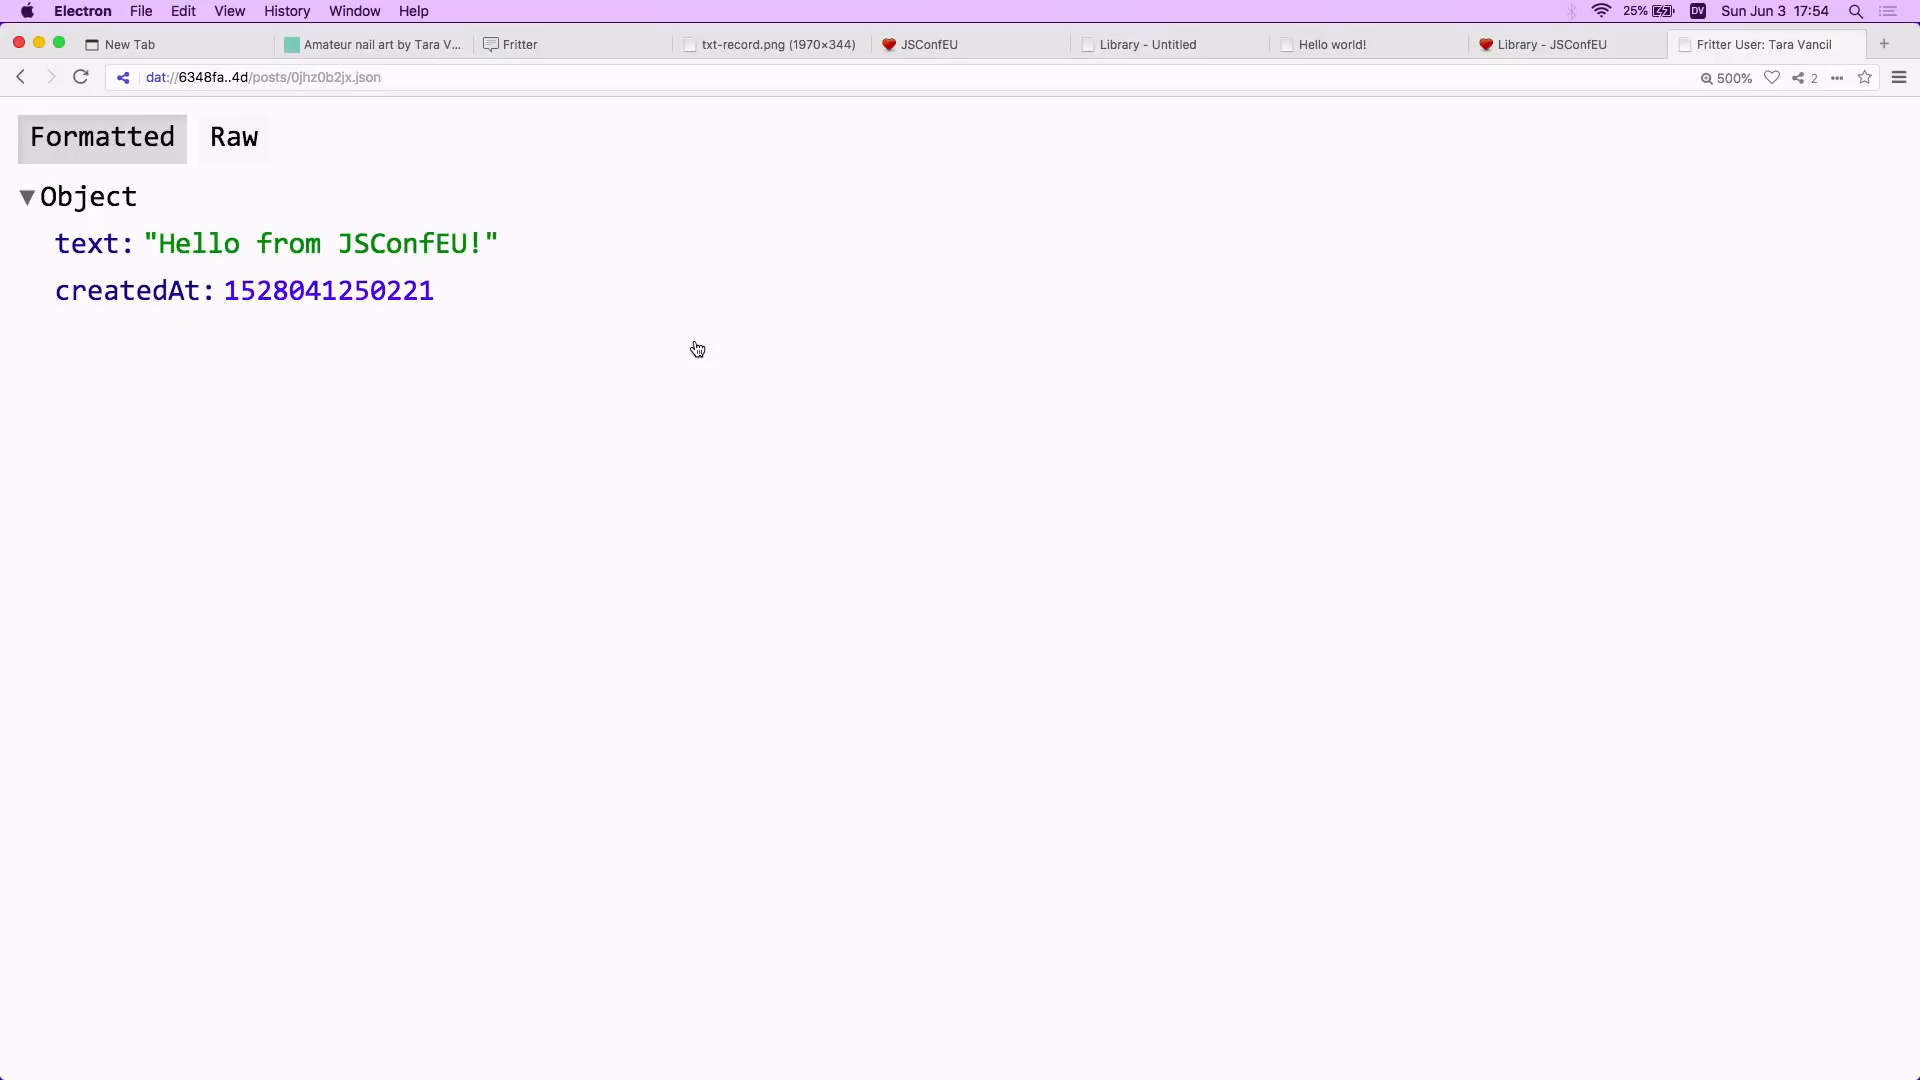 Electron File Edit View History Window Help 25% DV Sun Jun 3 17:54
New Tab Amateur nail art by Tara V... Fritter txt-record.png (1970×344) JSConfEU Library - Untitled Hello world! Library - JSConfEU Fritter User: Tara Vancil
dat://6348fa..4d/posts/0jhz0b2jx.json 500% 2
Formatted Raw
Object
text: "Hello from JSConfEU!"
createdAt: 1528041250221